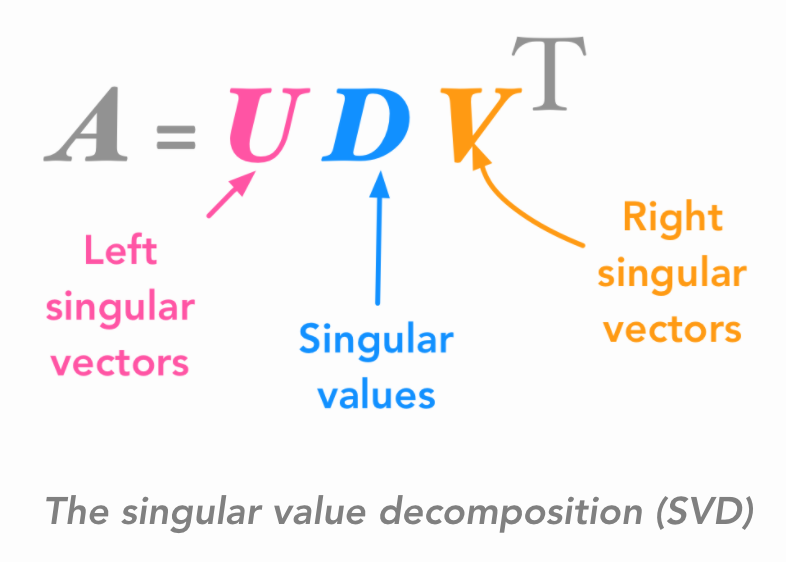 A = U D V^T
Left
singular
vectors
Singular
values
Right
singular
vectors
The singular value decomposition (SVD)